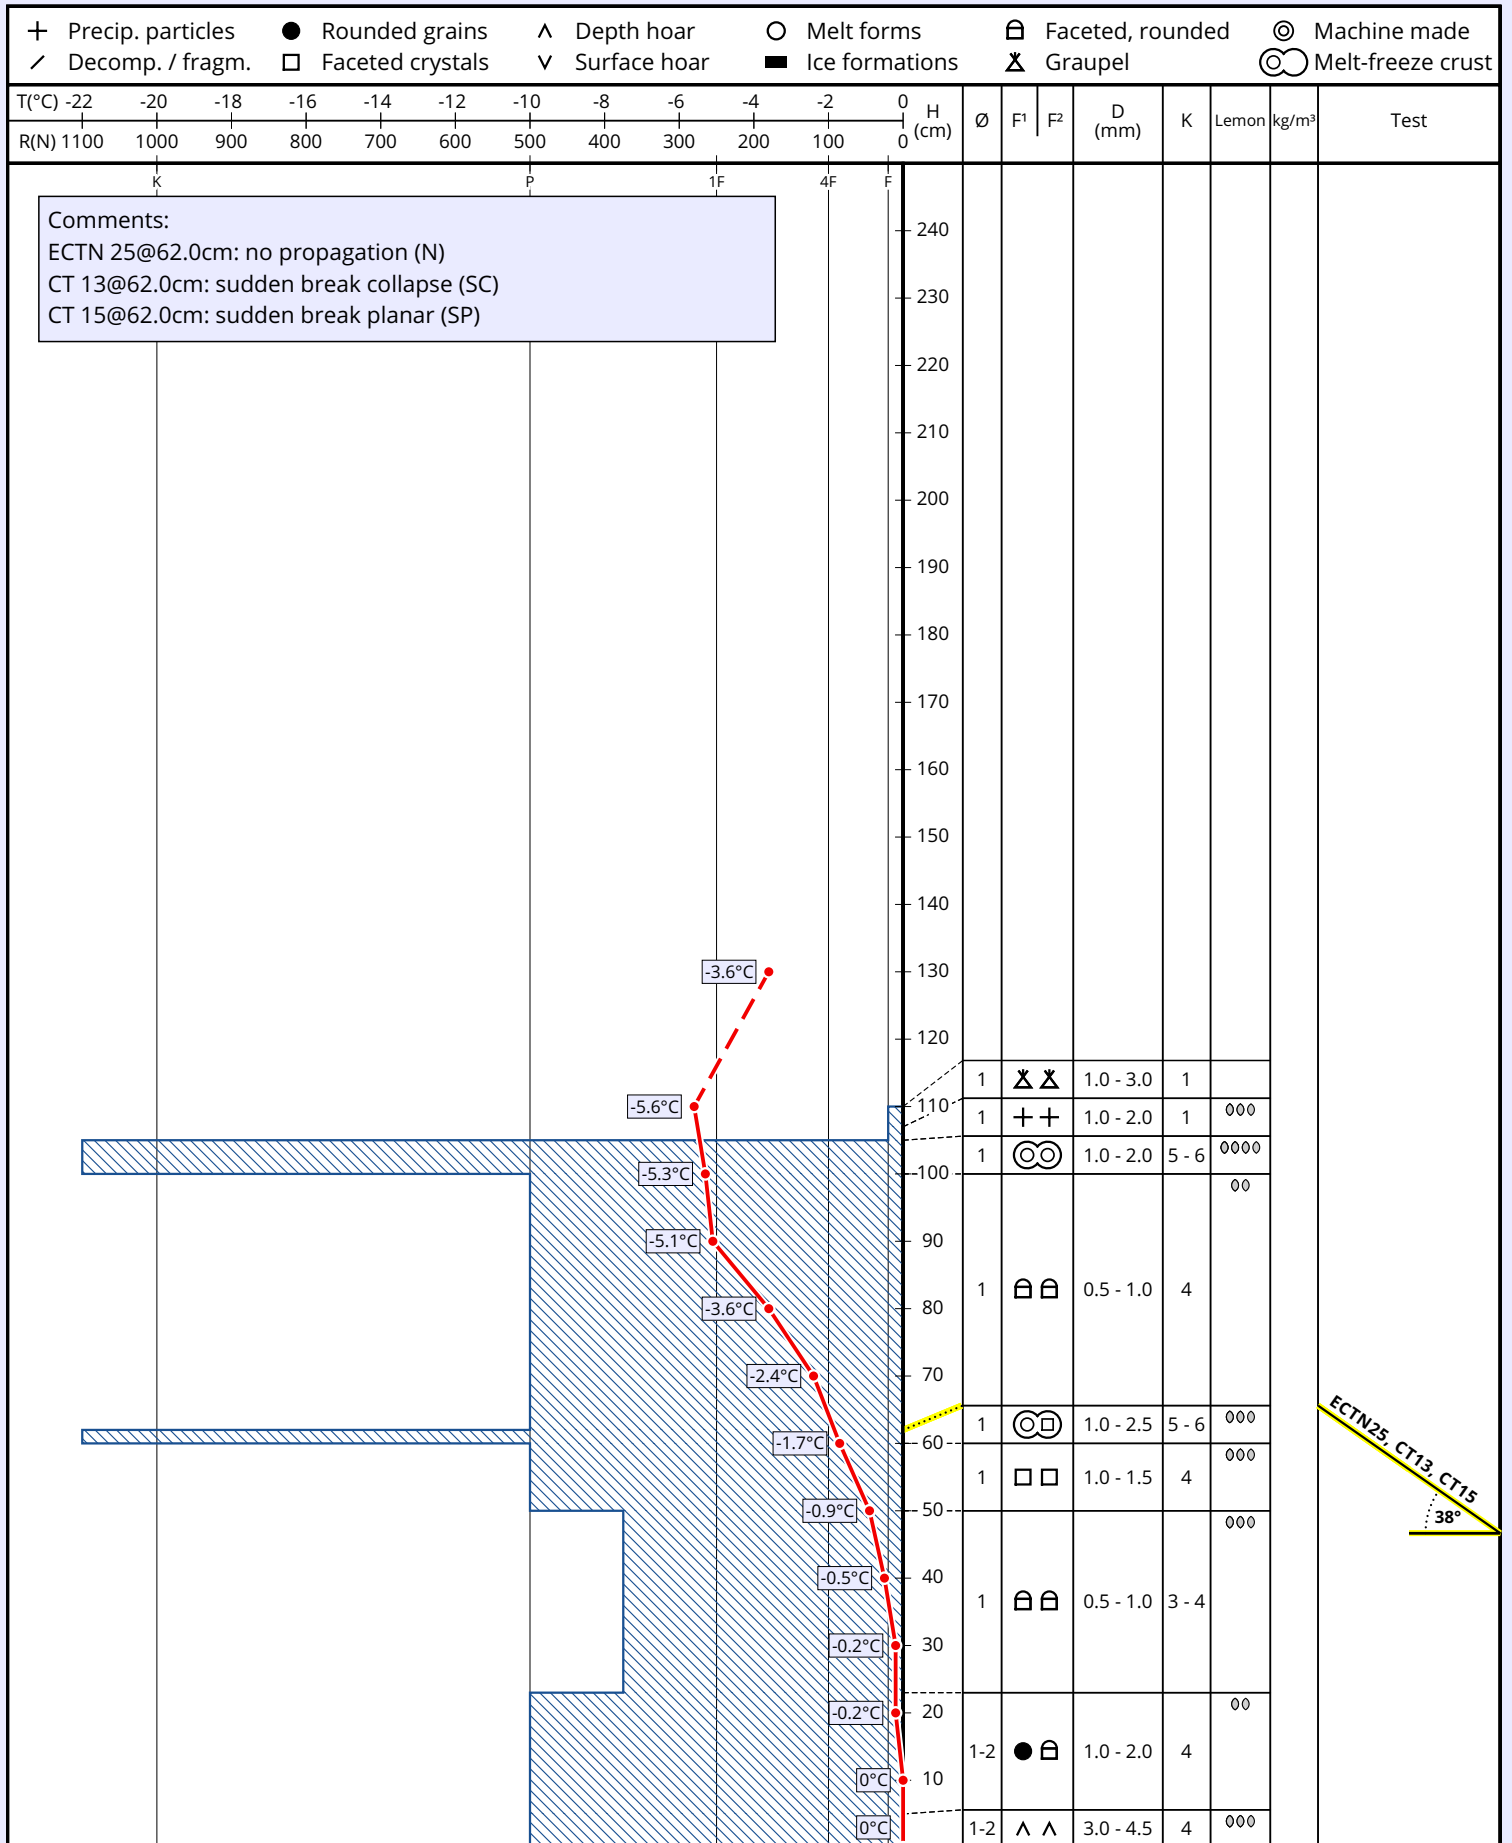 Precip. particles Rounded grains Depth hoar Melt forms Faceted, rounded Machine made
Decomp. / fragm. Faceted crystals Surface hoar Ice formations Graupel Melt-freeze crust
T(°C) -22 -20 -18 -16 -14 -12 -10 -8 -6 -4 -2 0
R(N) 1100 1000 900 800 700 600 500 400 300 200 100 0
H (cm) Ø F¹ F² D (mm) K Lemon kg/m³ Test
K P 1F 4F F
Comments:
ECTN 25@62.0cm: no propagation (N)
CT 13@62.0cm: sudden break collapse (SC)
CT 15@62.0cm: sudden break planar (SP)
240
230
220
210
200
190
180
170
160
150
140
-3.6°C 130
120
1 1.0 - 3.0 1
-5.6°C 110
1 1.0 - 2.0 1
1 1.0 - 2.0 5 - 6
-5.3°C 100
-5.1°C 90
1 0.5 - 1.0 4
-3.6°C 80
-2.4°C 70
1 1.0 - 2.5 5 - 6
ECTN25, CT13, CT15
38°
-1.7°C 60
1 1.0 - 1.5 4
-0.9°C 50
-0.5°C 40
1 0.5 - 1.0 3 - 4
-0.2°C 30
-0.2°C 20
1-2 1.0 - 2.0 4
0°C 10
0°C
1-2 3.0 - 4.5 4